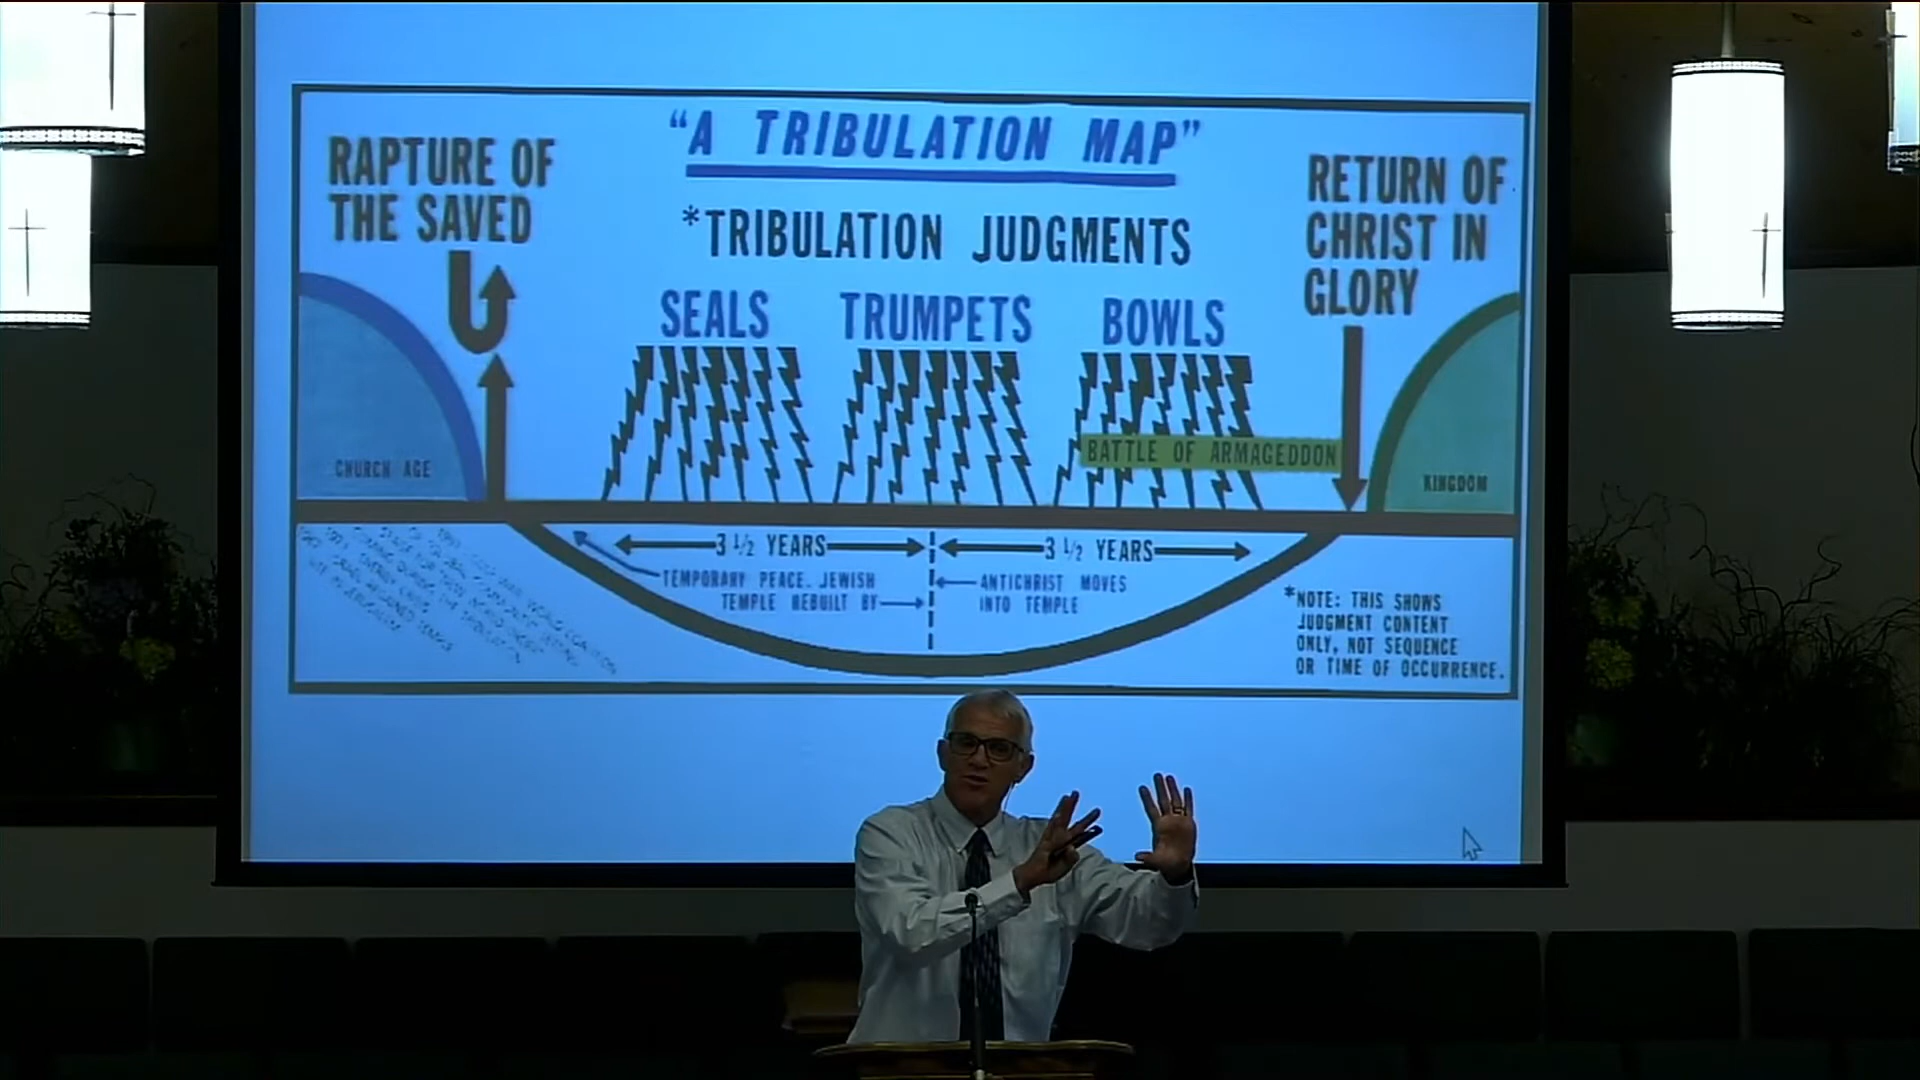 “A TRIBULATION MAP”
RAPTURE OF
THE SAVED
*TRIBULATION JUDGMENTS
RETURN OF
CHRIST IN
GLORY
SEALS TRUMPETS BOWLS
BATTLE OF ARMAGEDDON
CHURCH AGE
KINGDOM
3 1/2 YEARS
3 1/2 YEARS
TEMPORARY PEACE. JEWISH
TEMPLE REBUILT BY
ANTICHRIST MOVES
INTO TEMPLE
*NOTE: THIS SHOWS
JUDGMENT CONTENT
ONLY, NOT SEQUENCE
OR TIME OF OCCURRENCE.